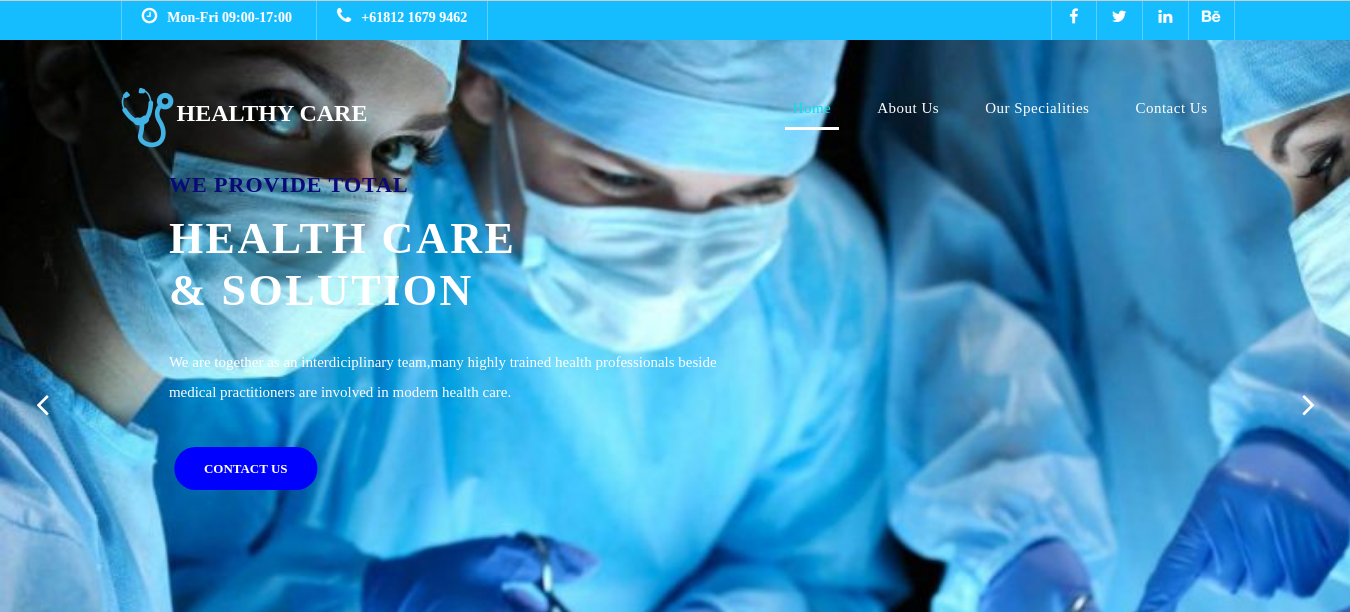 Mon-Fri 09:00-17:00
+61812 1679 9462
Bē
HEALTHY CARE
Home
About Us
Our Specialities
Contact Us
WE PROVIDE TOTAL
HEALTH CARE
& SOLUTION
We are together as an interdiciplinary team,many highly trained health professionals beside
medical practitioners are involved in modern health care.
CONTACT US